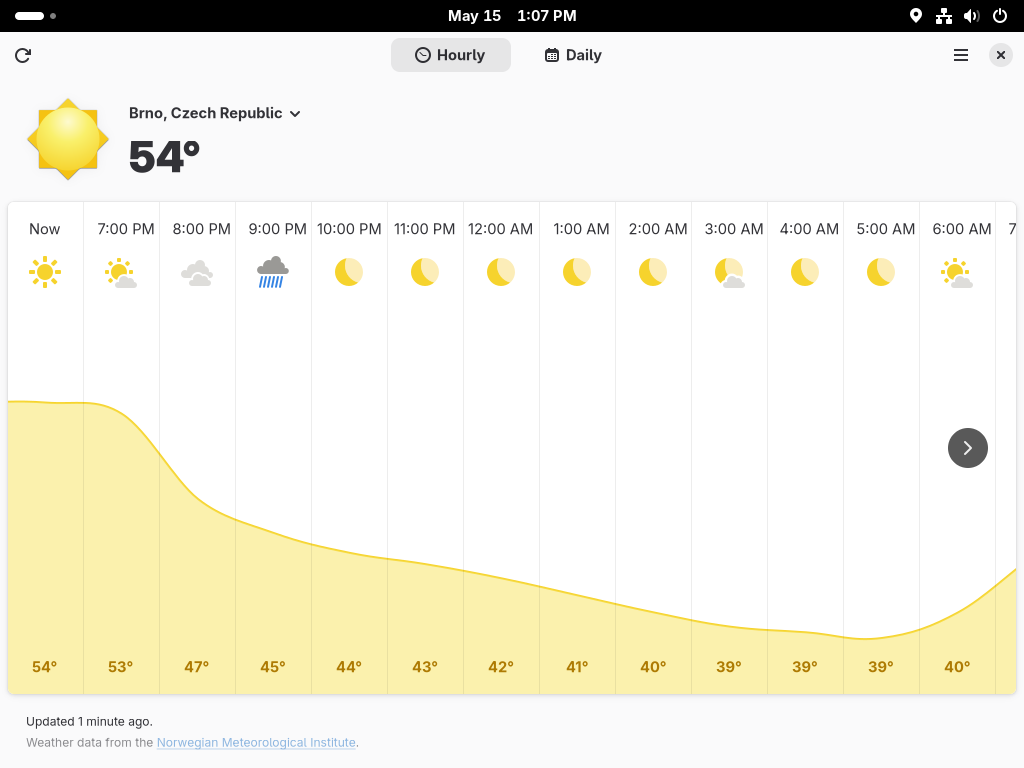 May 15 1:07 PM
Hourly Daily
Brno, Czech Republic
54°
Now 7:00 PM 8:00 PM 9:00 PM 10:00 PM 11:00 PM 12:00 AM 1:00 AM 2:00 AM 3:00 AM 4:00 AM 5:00 AM 6:00 AM 7
54° 53° 47° 45° 44° 43° 42° 41° 40° 39° 39° 39° 40°
Updated 1 minute ago.
Weather data from the Norwegian Meteorological Institute.